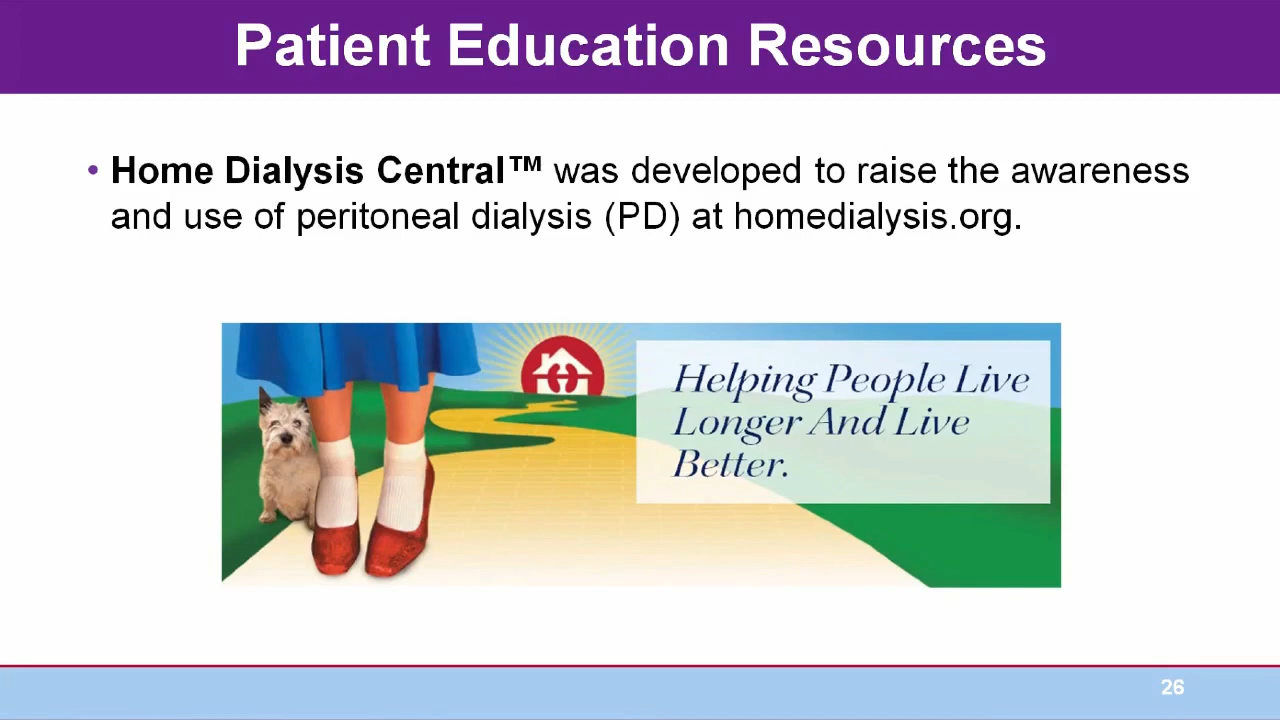 Patient Education Resources
• Home Dialysis Central™ was developed to raise the awareness
and use of peritoneal dialysis (PD) at homedialysis.org.
Helping People Live
Longer And Live
Better.
26